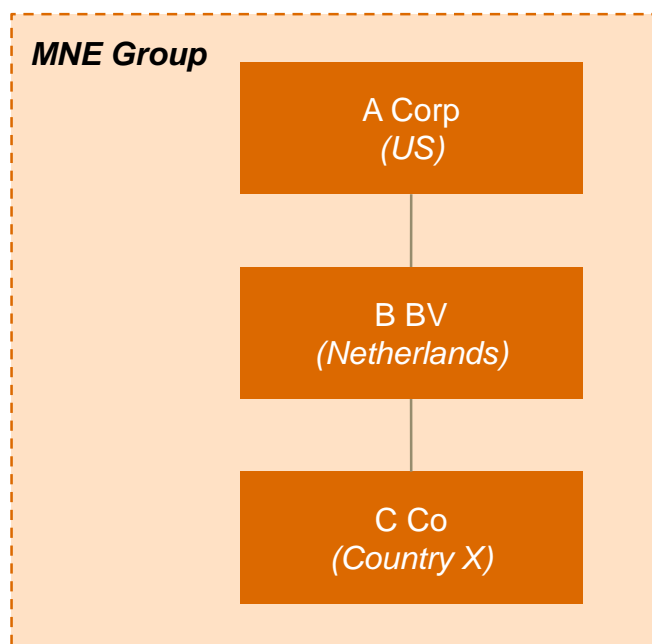 MNE Group
A Corp
(US)
B BV
(Netherlands)
C Co
(Country X)